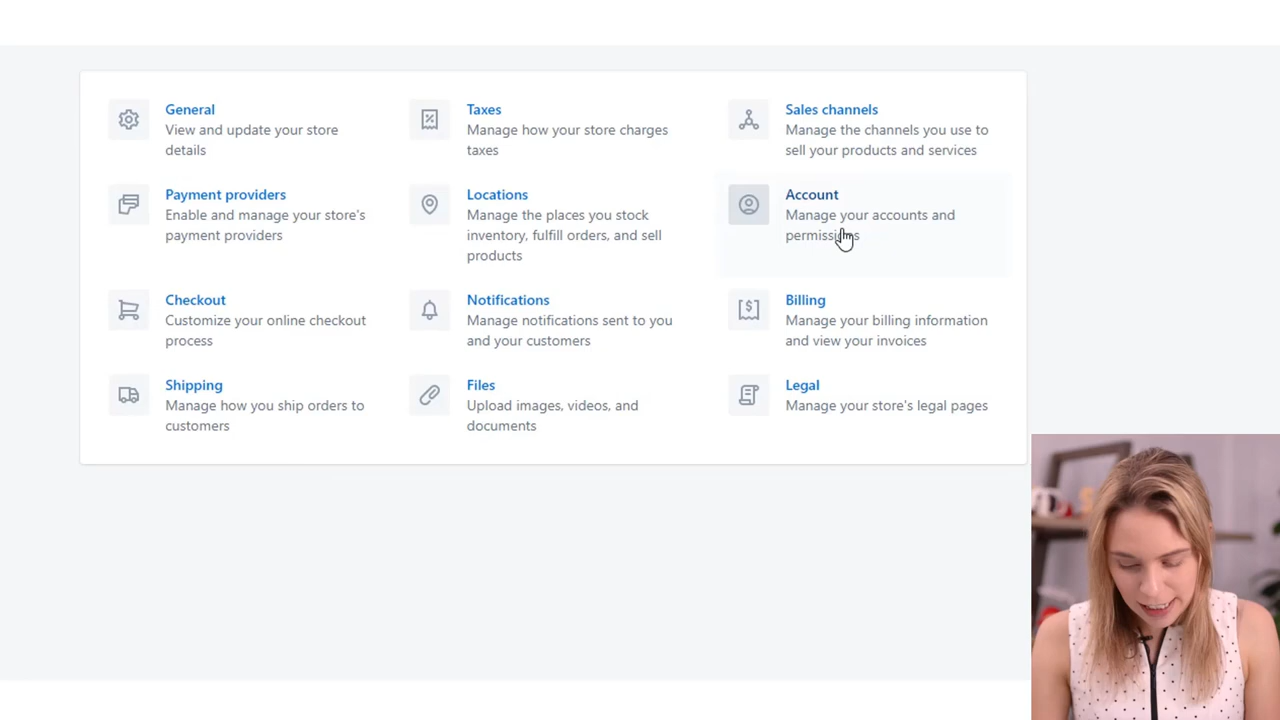 General
View and update your store
details
Taxes
Manage how your store charges
taxes
Sales channels
Manage the channels you use to
sell your products and services
Payment providers
Enable and manage your store's
payment providers
Locations
Manage the places you stock
inventory, fulfill orders, and sell
products
Account
Manage your accounts and
permissions
Checkout
Customize your online checkout
process
Notifications
Manage notifications sent to you
and your customers
Billing
Manage your billing information
and view your invoices
Shipping
Manage how you ship orders to
customers
Files
Upload images, videos, and
documents
Legal
Manage your store's legal pages